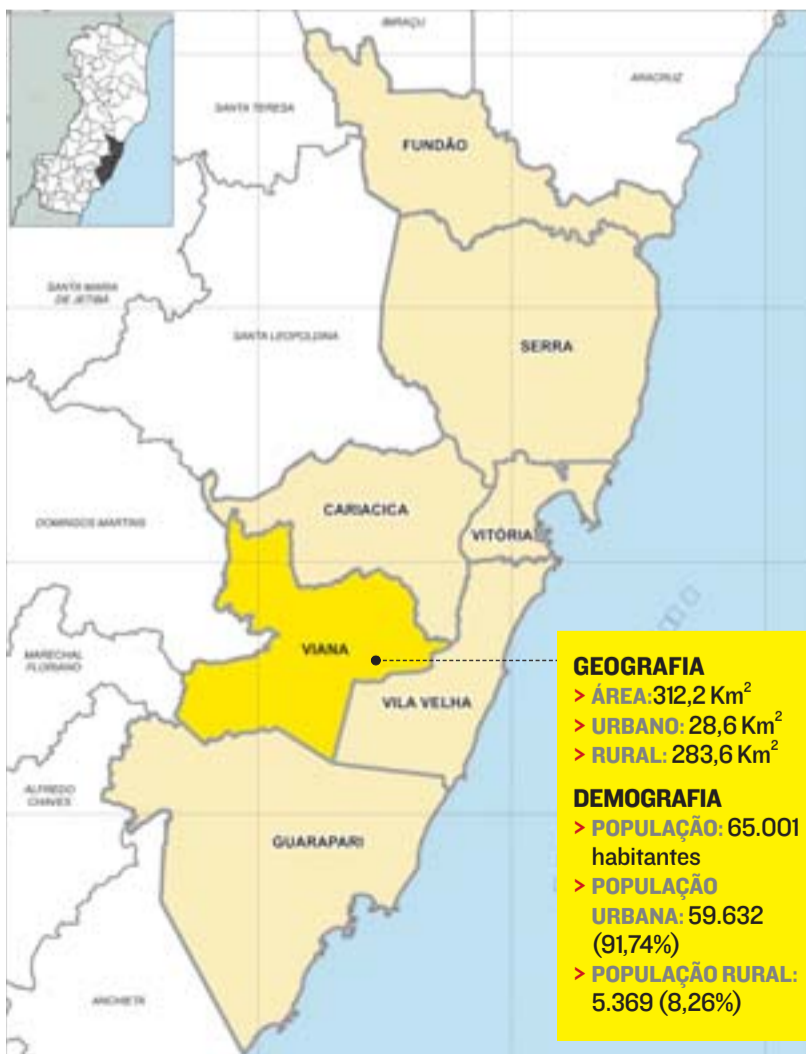 IBIRAÇU
ARACRUZ
SANTA TERESA
FUNDÃO
SANTA MARIA
DE JETIBÁ
SANTA LEOPOLDINA
SERRA
CARIACICA
DOMINGOS MARTINS
VITÓRIA
VIANA
MARECHAL
FLORIANO
VILA VELHA
ALFREDO
CHAVES
GUARAPARI
ANCHIETA
GEOGRAFIA
> ÁREA: 312,2 Km²
> URBANO: 28,6 Km²
> RURAL: 283,6 Km²
DEMOGRAFIA
> POPULAÇÃO: 65.001
habitantes
> POPULAÇÃO
URBANA: 59.632
(91,74%)
> POPULAÇÃO RURAL:
5.369 (8,26%)